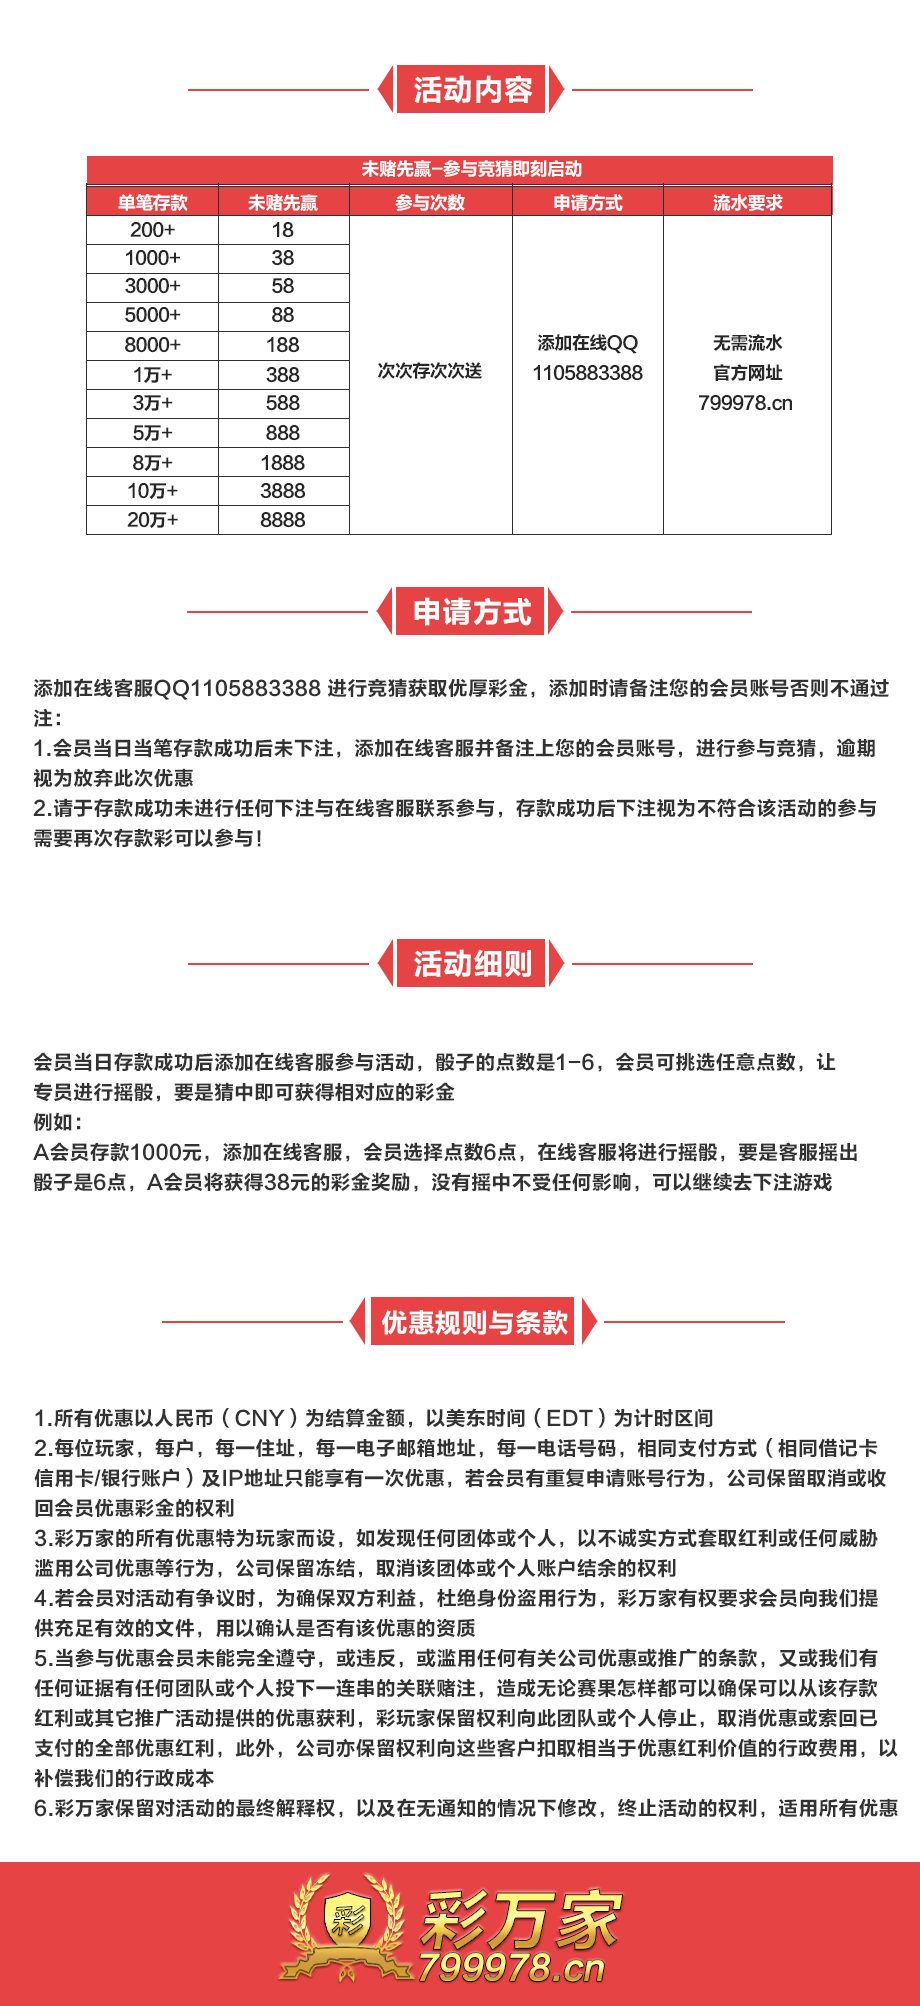 活动内容
未赌先赢-参与竞猜即刻启动
单笔存款 未赌先赢 参与次数 申请方式 流水要求
200+ 18
1000+ 38
3000+ 58
5000+ 88
8000+ 188
1万+ 388
3万+ 588
5万+ 888
8万+ 1888
10万+ 3888
20万+ 8888
次次存次次送
添加在线QQ
1105883388
无需流水
官方网址
799978.cn
申请方式
添加在线客服QQ1105883388 进行竞猜获取优厚彩金，添加时请备注您的会员账号否则不通过
注：
1.会员当日当笔存款成功后未下注，添加在线客服并备注上您的会员账号，进行参与竞猜，逾期
视为放弃此次优惠
2.请于存款成功未进行任何下注与在线客服联系参与，存款成功后下注视为不符合该活动的参与
需要再次存款彩可以参与！
活动细则
会员当日存款成功后添加在线客服参与活动，骰子的点数是1-6，会员可挑选任意点数，让
专员进行摇骰，要是猜中即可获得相对应的彩金
例如：
A会员存款1000元，添加在线客服，会员选择点数6点，在线客服将进行摇骰，要是客服摇出
骰子是6点，A会员将获得38元的彩金奖励，没有摇中不受任何影响，可以继续去下注游戏
优惠规则与条款
1.所有优惠以人民币（CNY）为结算金额，以美东时间（EDT）为计时区间
2.每位玩家，每户，每一住址，每一电子邮箱地址，每一电话号码，相同支付方式（相同借记卡
信用卡/银行账户）及IP地址只能享有一次优惠，若会员有重复申请账号行为，公司保留取消或收
回会员优惠彩金的权利
3.彩万家的所有优惠特为玩家而设，如发现任何团体或个人，以不诚实方式套取红利或任何威胁
滥用公司优惠等行为，公司保留冻结，取消该团体或个人账户结余的权利
4.若会员对活动有争议时，为确保双方利益，杜绝身份盗用行为，彩万家有权要求会员向我们提
供充足有效的文件，用以确认是否有该优惠的资质
5.当参与优惠会员未能完全遵守，或违反，或滥用任何有关公司优惠或推广的条款，又或我们有
任何证据有任何团队或个人投下一连串的关联赌注，造成无论赛果怎样都可以确保可以从该存款
红利或其它推广活动提供的优惠获利，彩玩家保留权利向此团队或个人停止，取消优惠或索回已
支付的全部优惠红利，此外，公司亦保留权利向这些客户扣取相当于优惠红利价值的行政费用，以
补偿我们的行政成本
6.彩万家保留对活动的最终解释权，以及在无通知的情况下修改，终止活动的权利，适用所有优惠
彩
彩万家
799978.cn